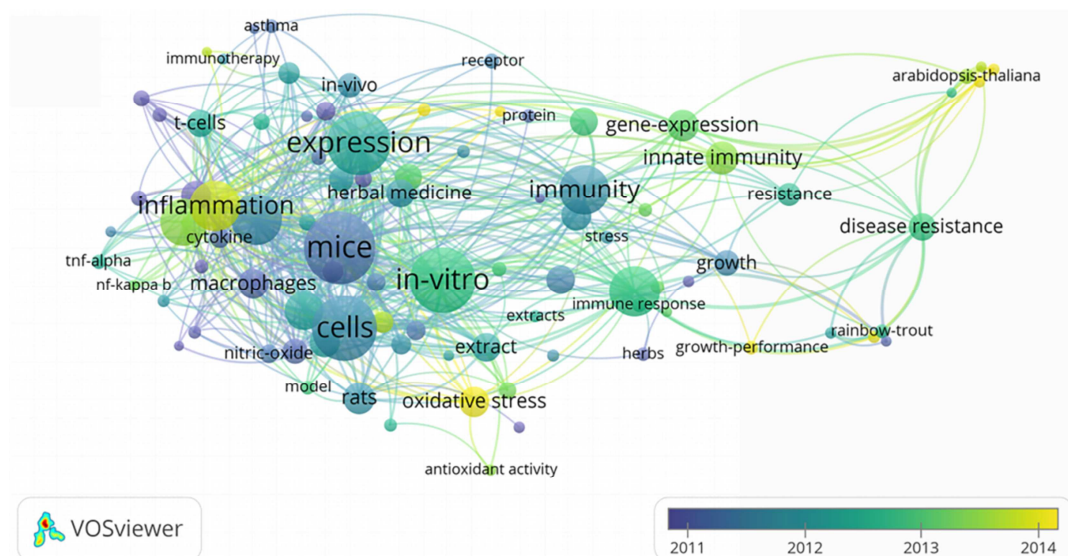 asthma
immunotherapy
receptor
arabidopsis-thaliana
in-vivo
protein
t-cells
gene-expression
expression
innate immunity
herbal medicine
immunity
resistance
inflammation
disease resistance
cytokine
stress
mice
tnf-alpha
growth
nf-kappa b
macrophages
in-vitro
immune response
extracts
cells
rainbow-trout
nitric-oxide
extract
herbs
growth-performance
model
rats
oxidative stress
antioxidant activity
VOSviewer
2011 2012 2013 2014